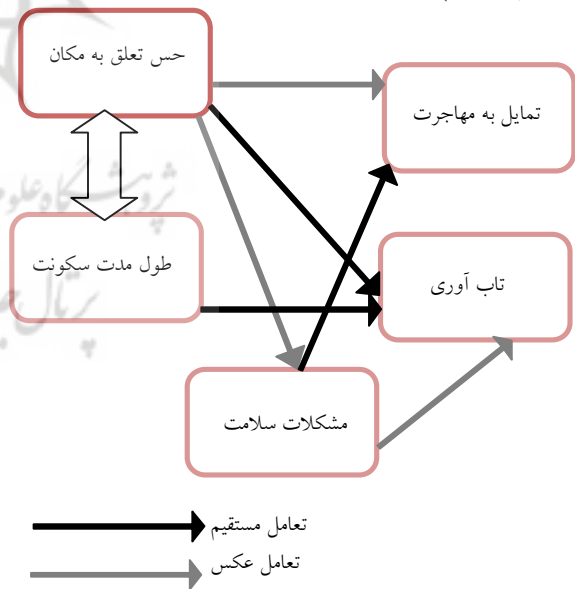 حس تعلق به مکان
تمایل به مهاجرت
طول مدت سکونت
تاب آوری
مشکلات سلامت
تعامل مستقیم
تعامل عکس